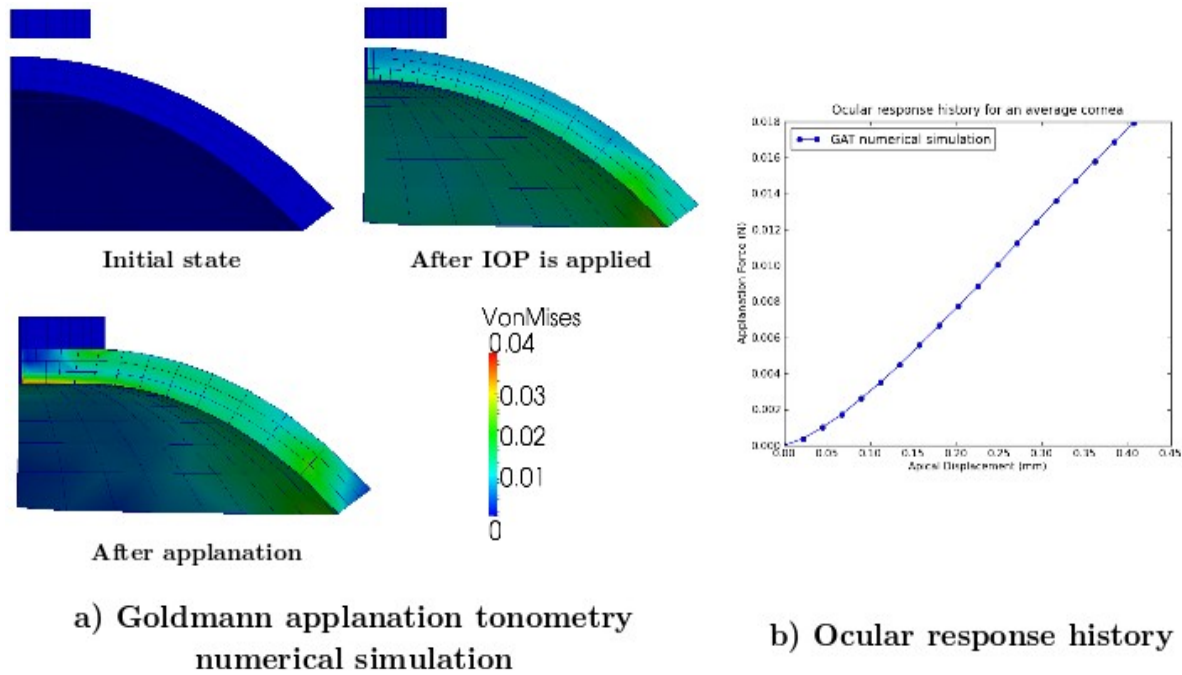 Initial state
After IOP is applied
VonMises
0.04
0.03
0.02
0.01
0
After applanation
a) Goldmann applanation tonometry
numerical simulation
Ocular response history for an average cornea
GAT numerical simulation
Applanation Force (N)
0.018
0.016
0.014
0.012
0.010
0.008
0.006
0.004
0.002
0.000
0.00 0.05 0.10 0.15 0.20 0.25 0.30 0.35 0.40 0.45
Apical Displacement (mm)
b) Ocular response history